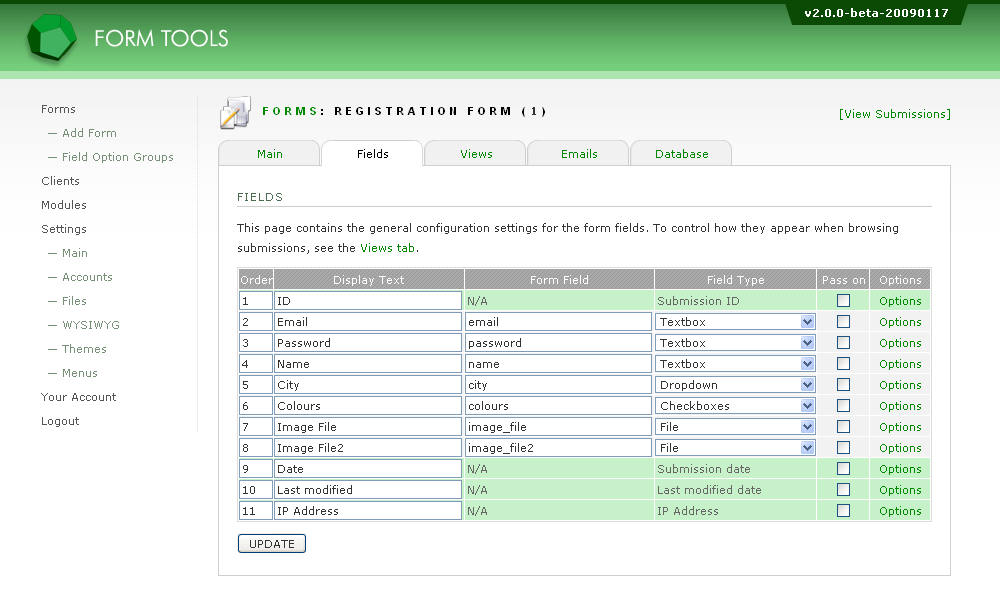 v2.0.0-beta-20090117
FORM TOOLS
Forms
— Add Form
— Field Option Groups
Clients
Modules
Settings
— Main
— Accounts
— Files
— WYSIWYG
— Themes
— Menus
Your Account
Logout
FORMS: REGISTRATION FORM (1)
[View Submissions]
Main Fields Views Emails Database
FIELDS
This page contains the general configuration settings for the form fields. To control how they appear when browsing
submissions, see the Views tab.
Order Display Text Form Field Field Type Pass on Options
1 ID N/A Submission ID Options
2 Email email Textbox Options
3 Password password Textbox Options
4 Name name Textbox Options
5 City city Dropdown Options
6 Colours colours Checkboxes Options
7 Image File image_file File Options
8 Image File2 image_file2 File Options
9 Date N/A Submission date Options
10 Last modified N/A Last modified date Options
11 IP Address N/A IP Address Options
UPDATE